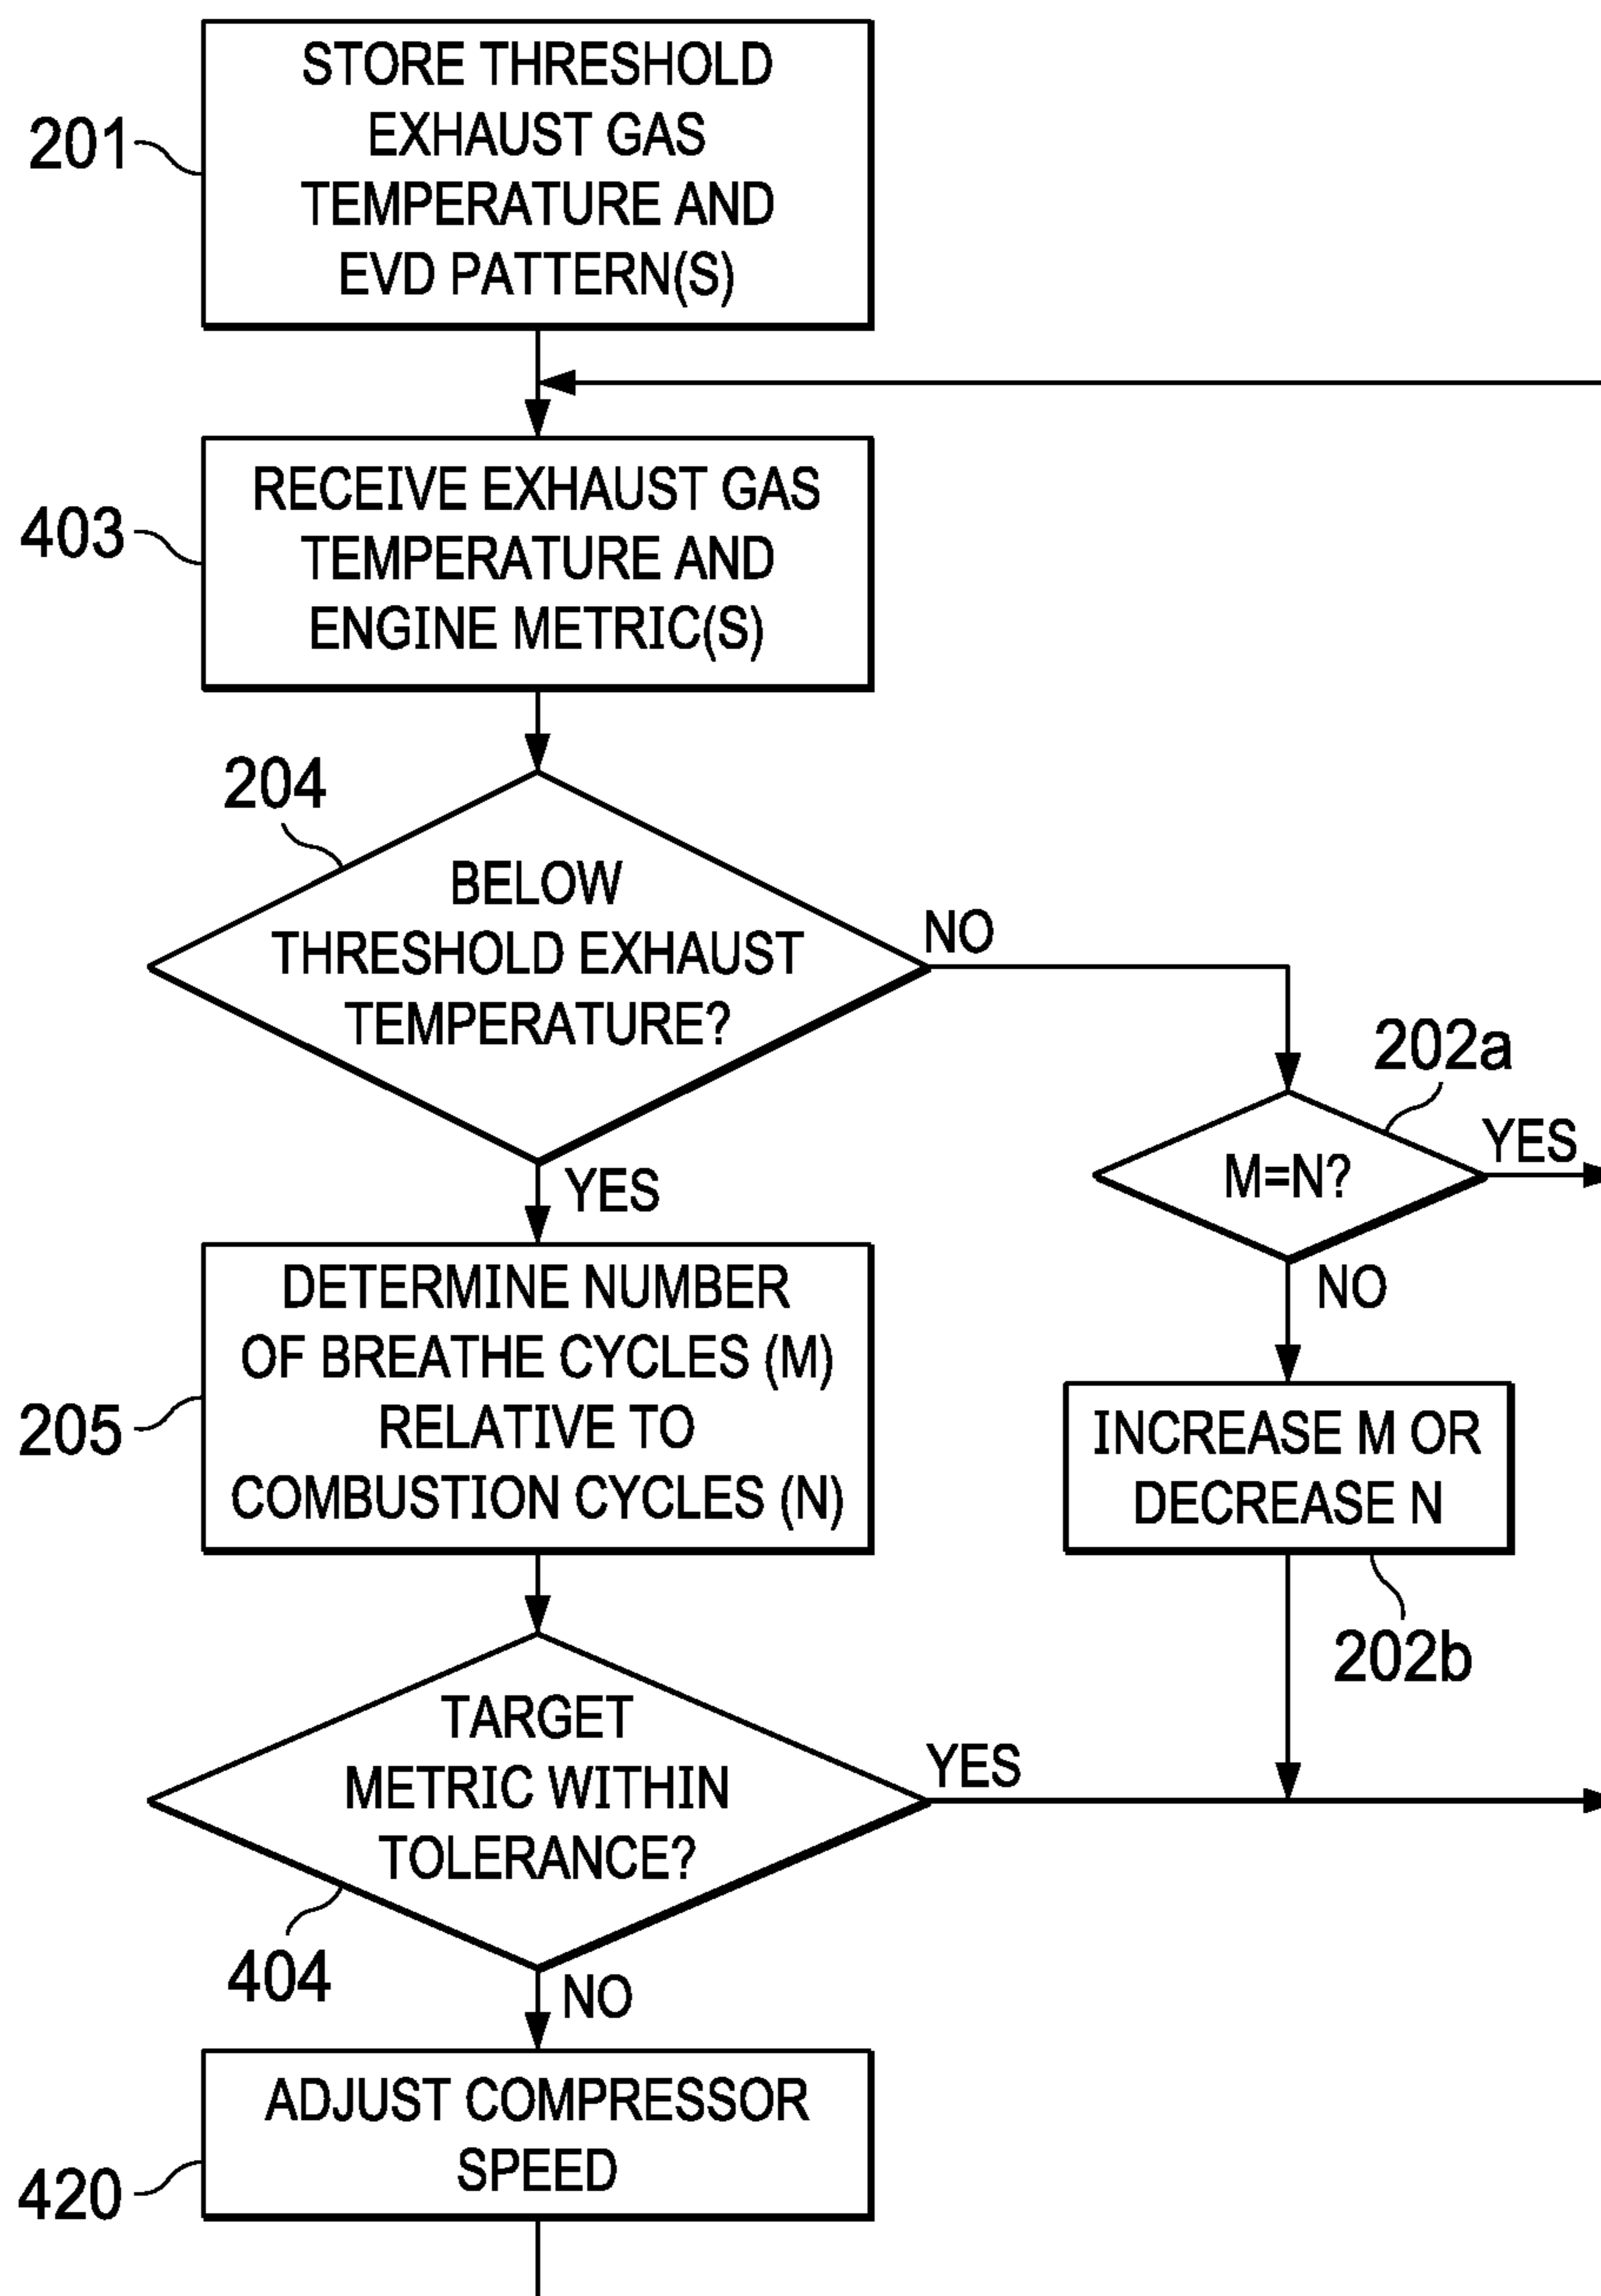 STORE THRESHOLD
EXHAUST GAS
TEMPERATURE AND
EVD PATTERN(S)
201
RECEIVE EXHAUST GAS
TEMPERATURE AND
ENGINE METRIC(S)
403
204
BELOW
THRESHOLD EXHAUST
TEMPERATURE?
NO
YES
202a
M=N?
YES
NO
DETERMINE NUMBER
OF BREATHE CYCLES (M)
RELATIVE TO
COMBUSTION CYCLES (N)
205
INCREASE M OR
DECREASE N
202b
TARGET
METRIC WITHIN
TOLERANCE?
YES
404
NO
ADJUST COMPRESSOR
SPEED
420